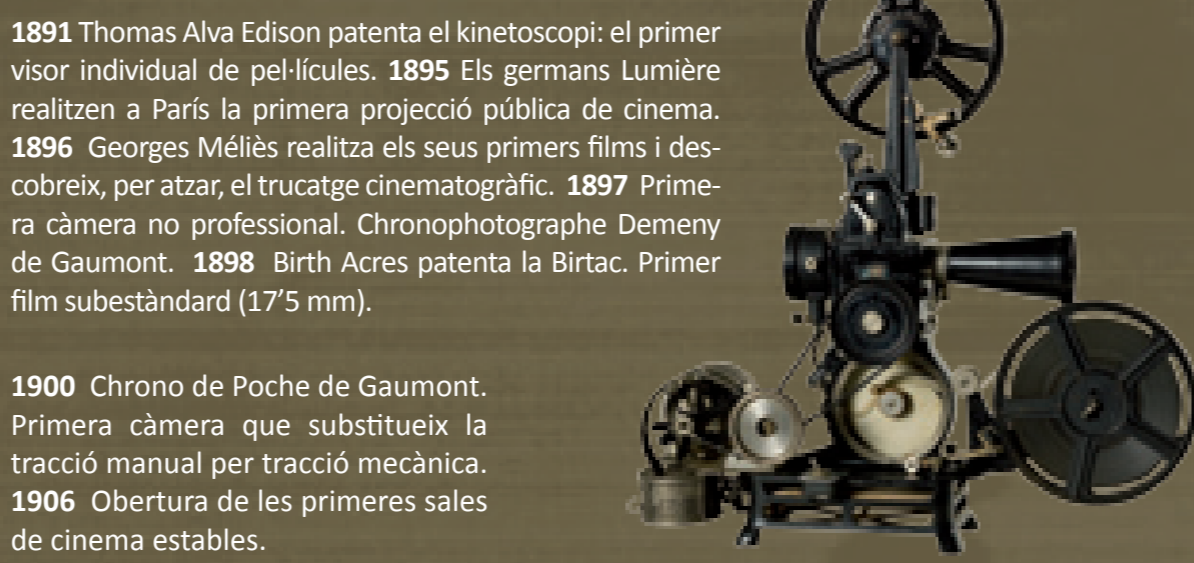 1891 Thomas Alva Edison patenta el kinetoscopi: el primer
visor individual de pel·lícules. 1895 Els germans Lumière
realitzen a París la primera projecció pública de cinema.
1896 Georges Méliès realitza els seus primers films i des-
cobreix, per atzar, el trucatge cinematogràfic. 1897 Prime-
ra càmera no professional. Chronophotographe Demeny
de Gaumont. 1898 Birth Acres patenta la Birtac. Primer
film subestàndard (17’5 mm).
1900 Chrono de Poche de Gaumont.
Primera càmera que substitueix la
tracció manual per tracció mecànica.
1906 Obertura de les primeres sales
de cinema estables.